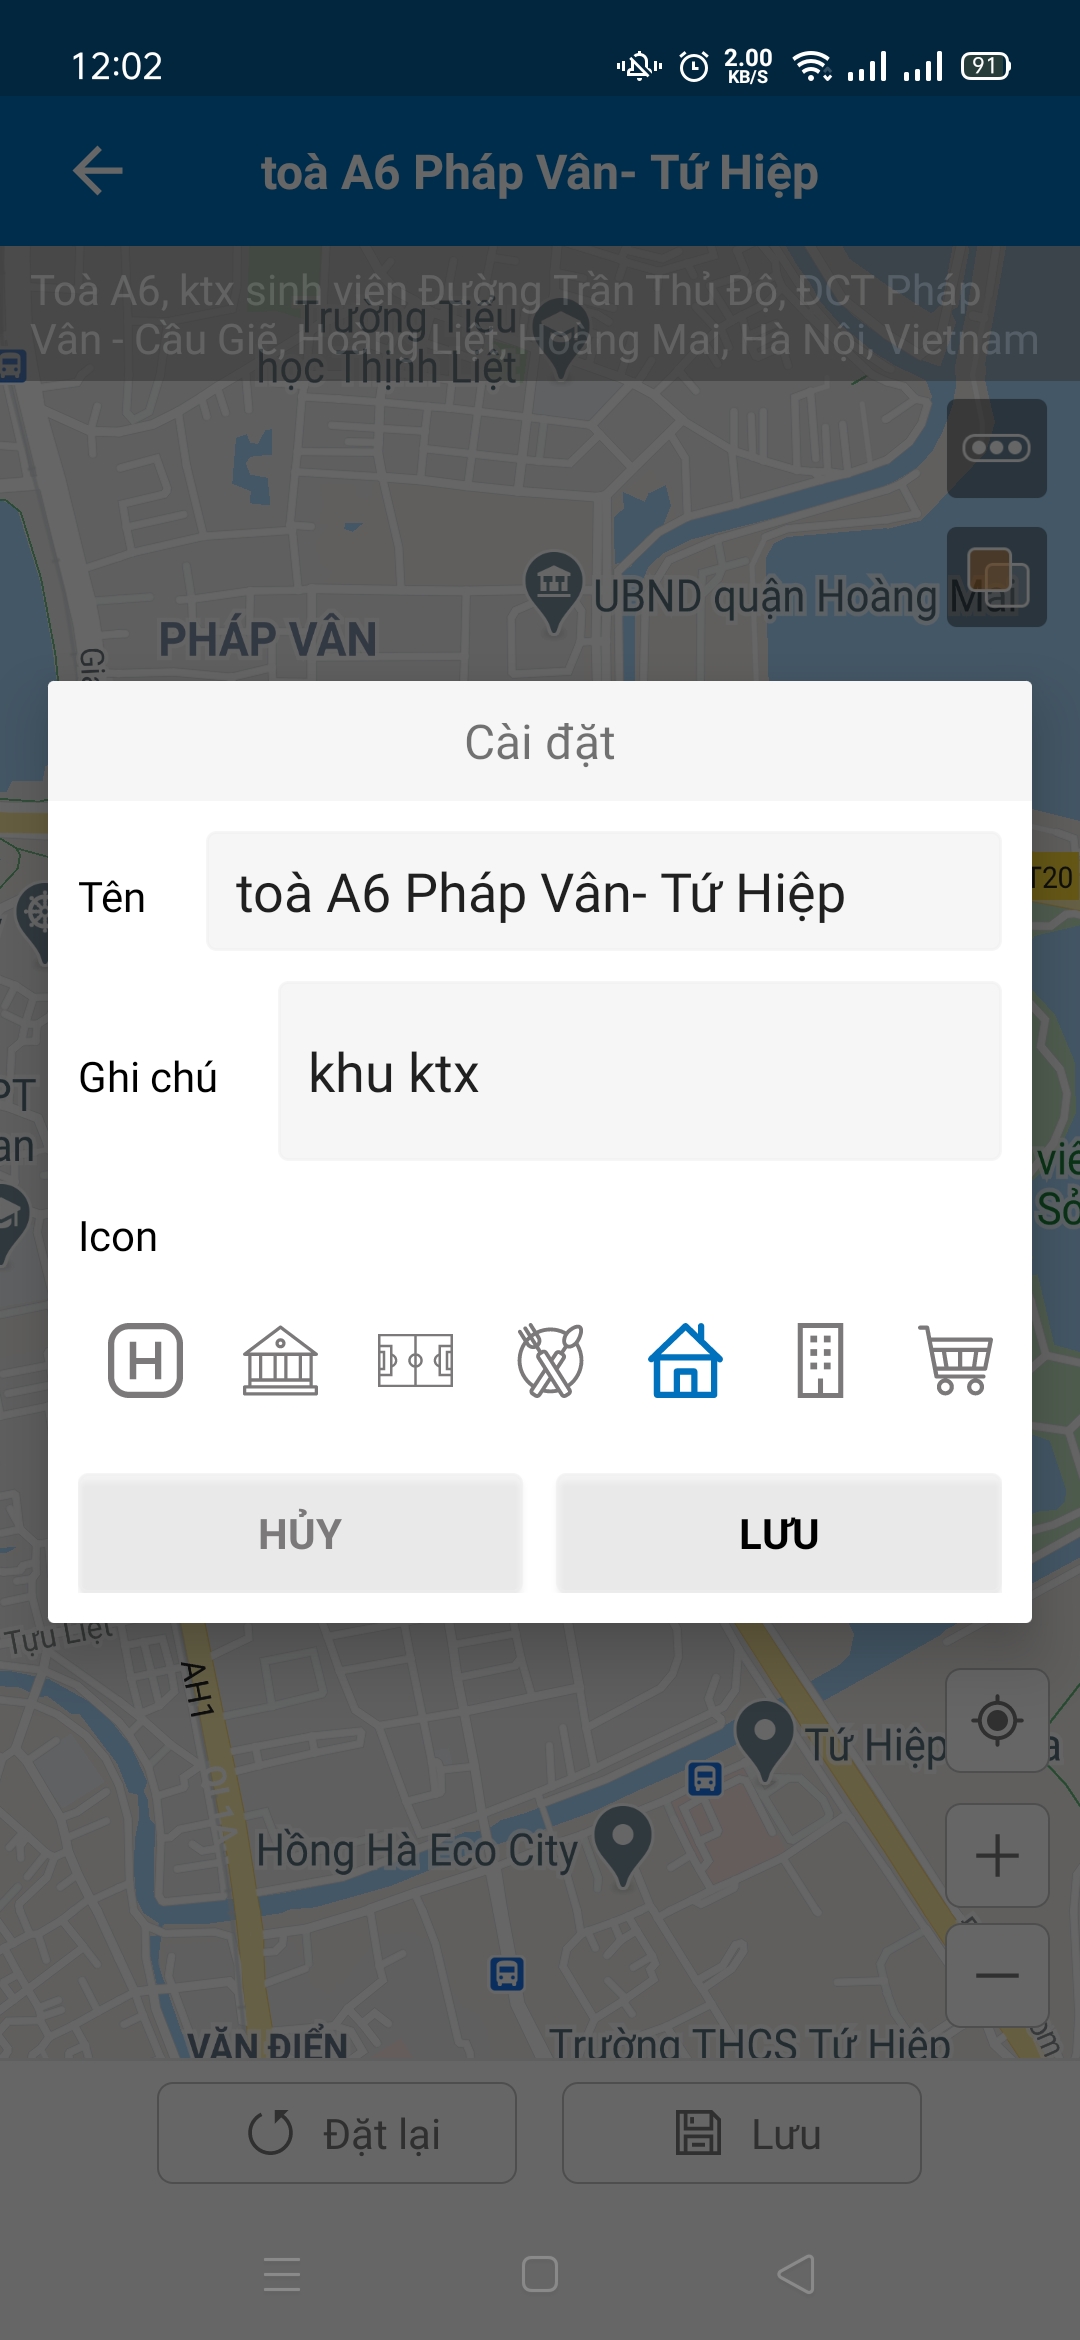 12:02
2.00
KB/S
91
toà A6 Pháp Vân- Tứ Hiệp
Toà A6, ktx sinh viên Đường Trần Thủ Độ, ĐCT Pháp
Vân - Cầu Giẽ, Hoàng Liệt, Hoàng Mai, Hà Nội, Vietnam
Trường Tiểu
học Thịnh Liệt
UBND quận Hoàng Mai
PHÁP VÂN
Cài đặt
Tên
toà A6 Pháp Vân- Tứ Hiệp
T20
Ghi chú
khu ktx
PT
an
Icon
H
HỦY
LƯU
Tựu Liệt
AH1
QL1A
Tứ Hiệp
Hồng Hà Eco City
VĂN ĐIỂN
Trường THCS Tứ Hiệp
Đặt lại
Lưu